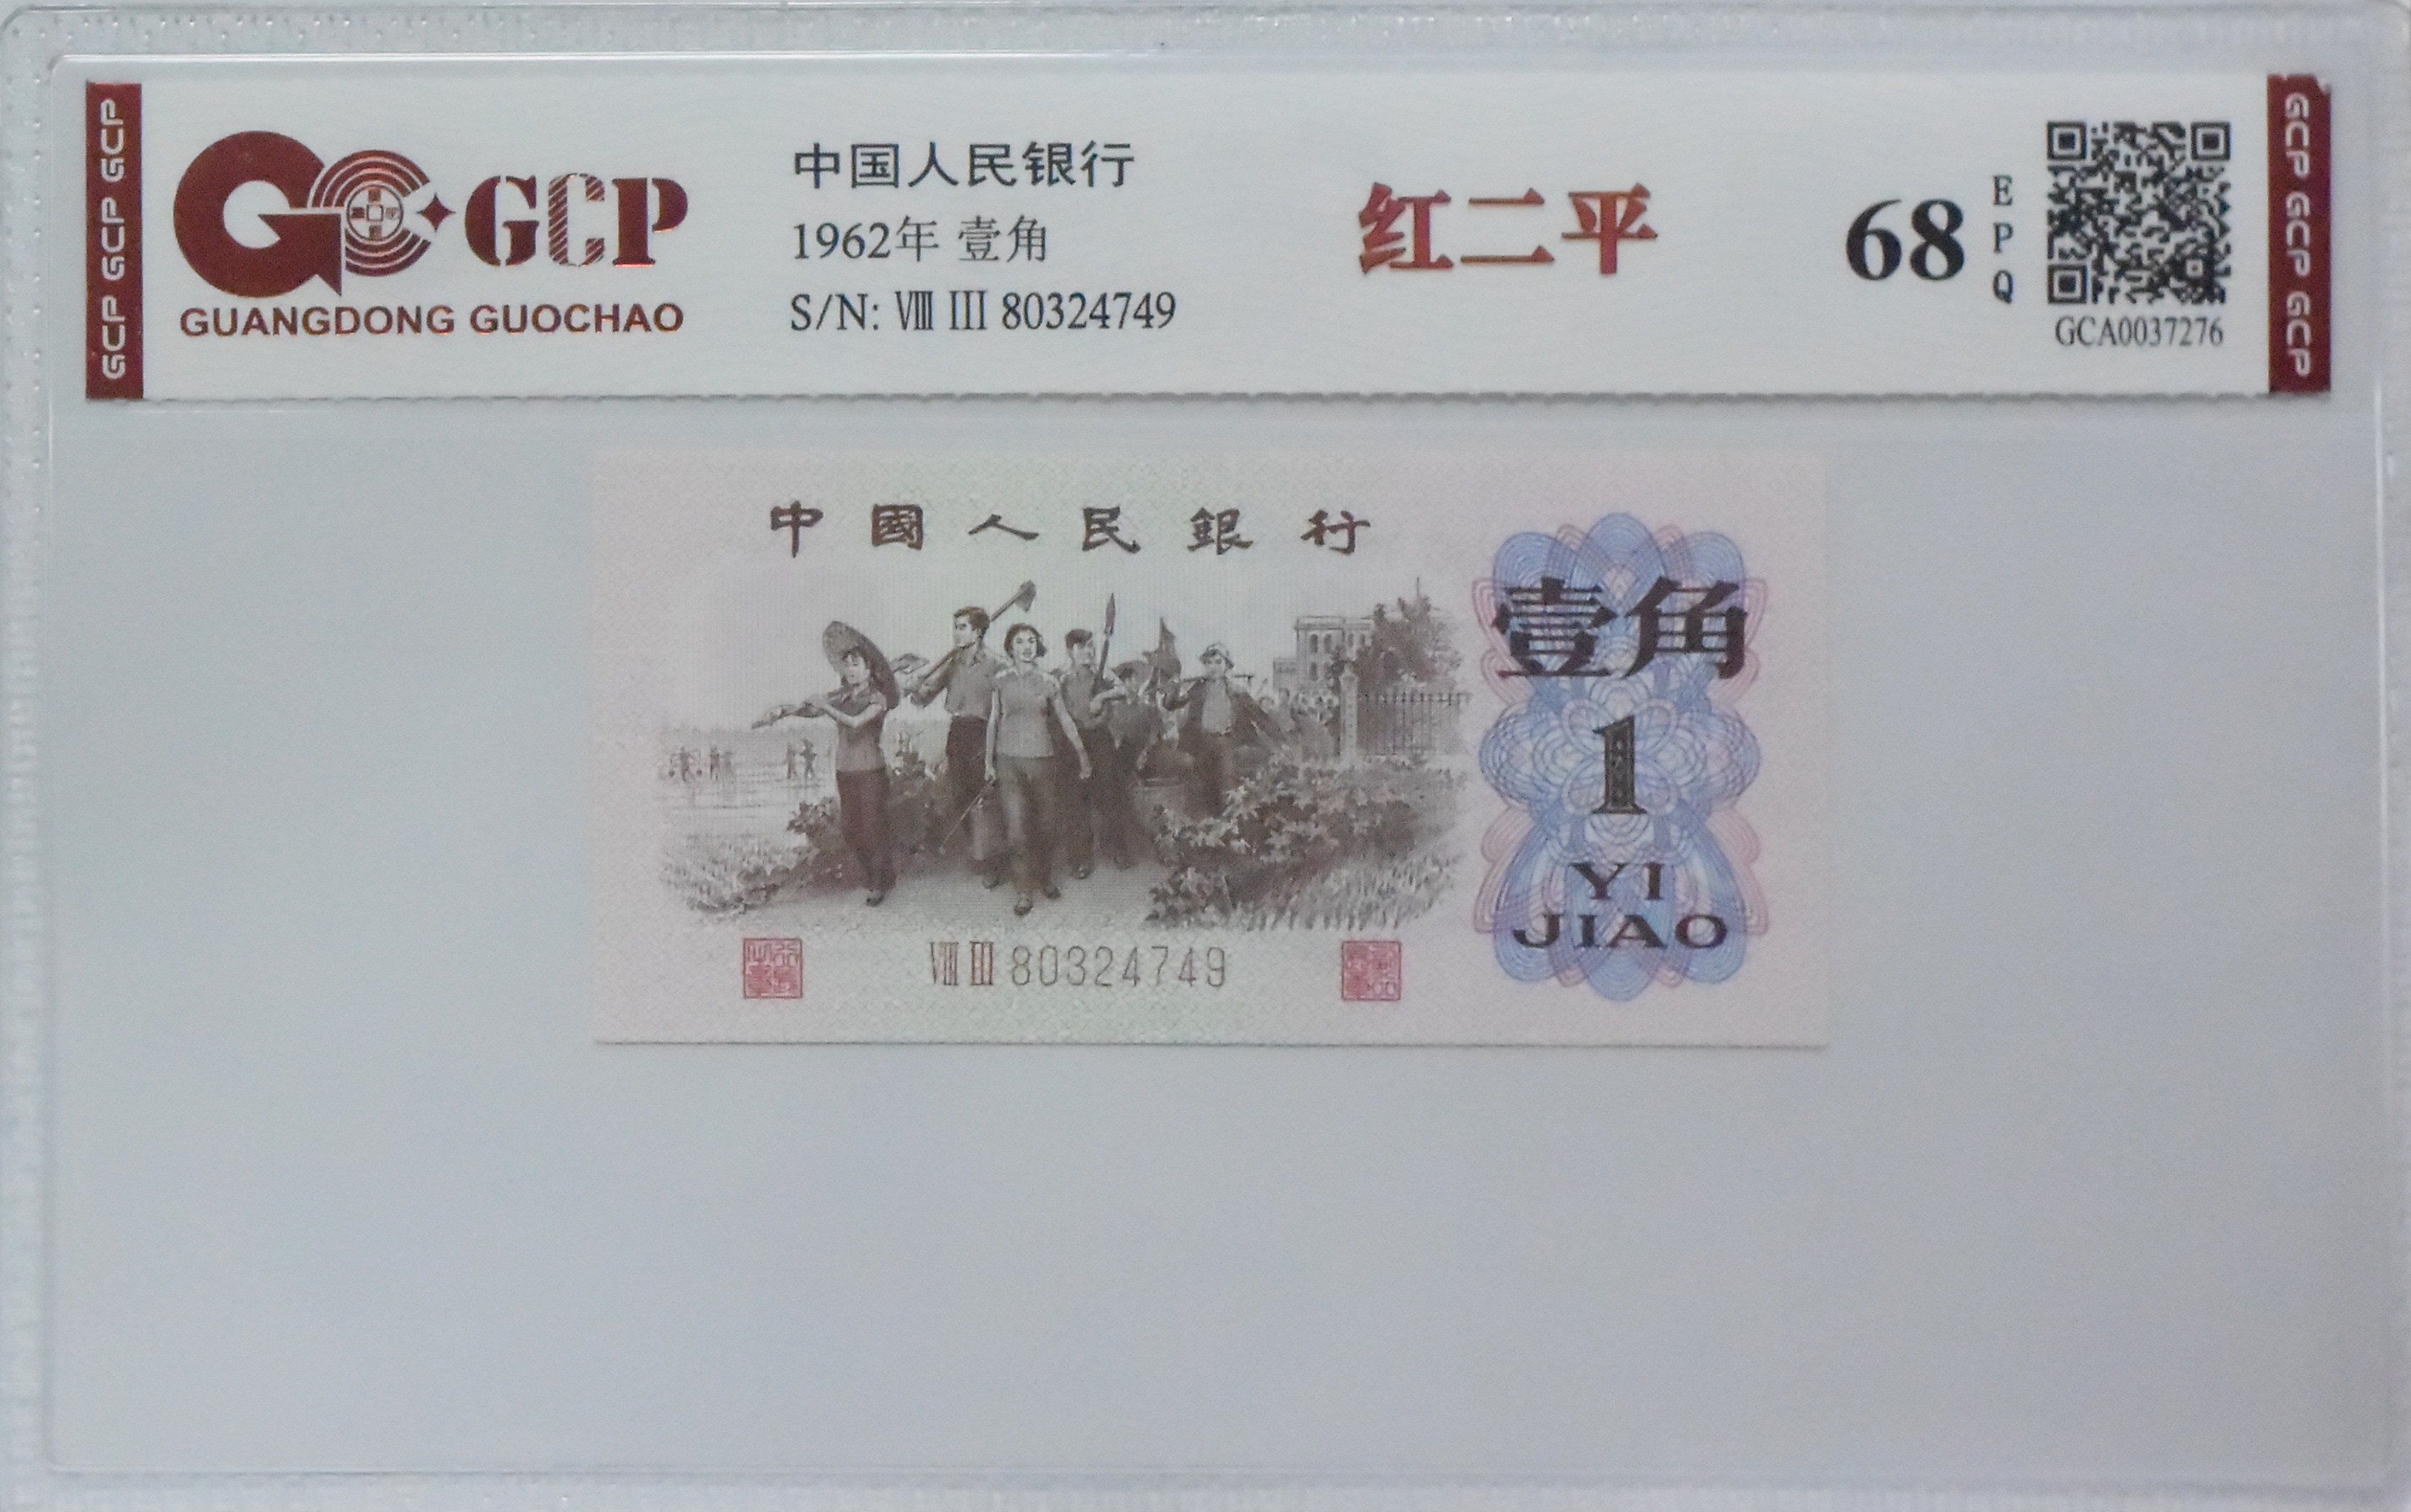 GCP GCP GCP
GCP
GUANGDONG GUOCHAO
中国人民银行
1962年 壹角
S/N: Ⅷ III 80324749
红二平
68
EPQ
GCA0037276
GCP GCP GCP
中國人民銀行
壹角
1
YI
JIAO
Ⅷ III 80324749